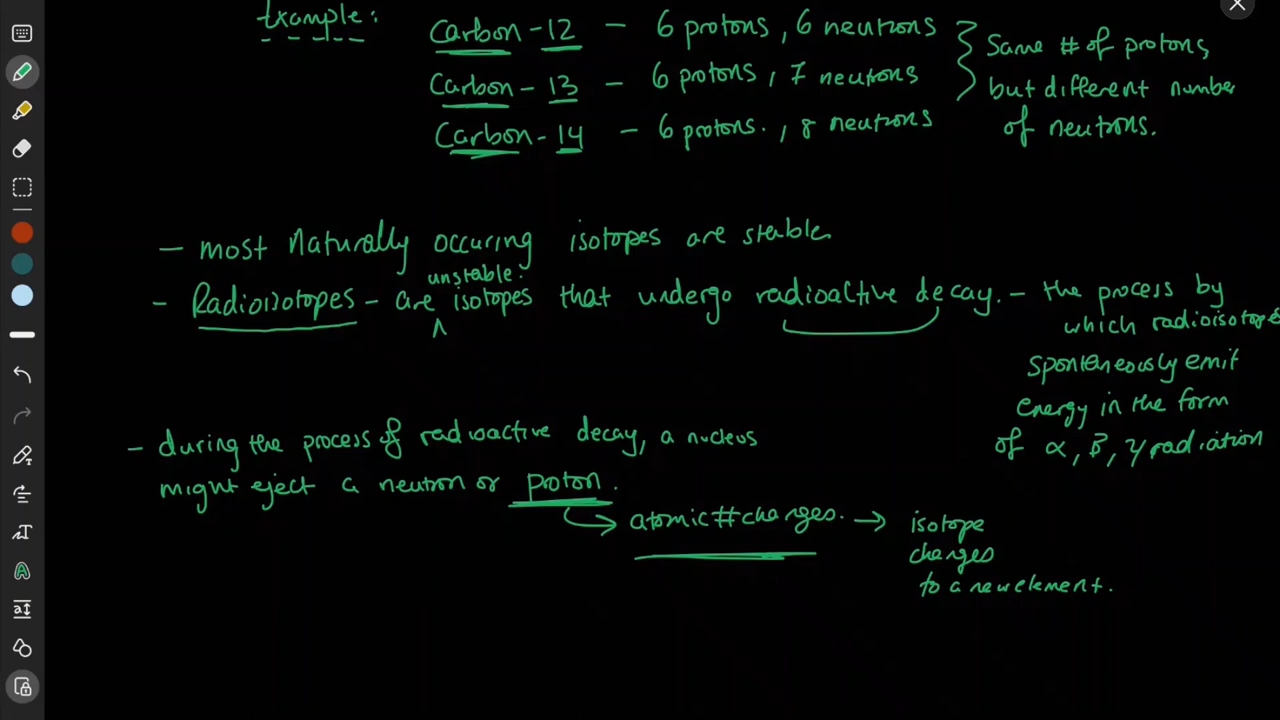 Example:
Carbon-12 – 6 protons, 6 neutrons
Carbon-13 – 6 protons, 7 neutrons
Carbon-14 – 6 protons., 8 neutrons
Same # of protons,
but different number
of neutrons.
– most Naturally occuring isotopes are stable.
unstable.
- Radioisotopes - are ^ isotopes that undergo radioactive decay. – the process by
which radioisotopes
spontaneously emit
energy in the form
of α, β, γ radiation
- during the process of radioactive decay, a nucleus
might eject a neutron or proton.
→ atomic # changes. → isotope
changes
to a new element.